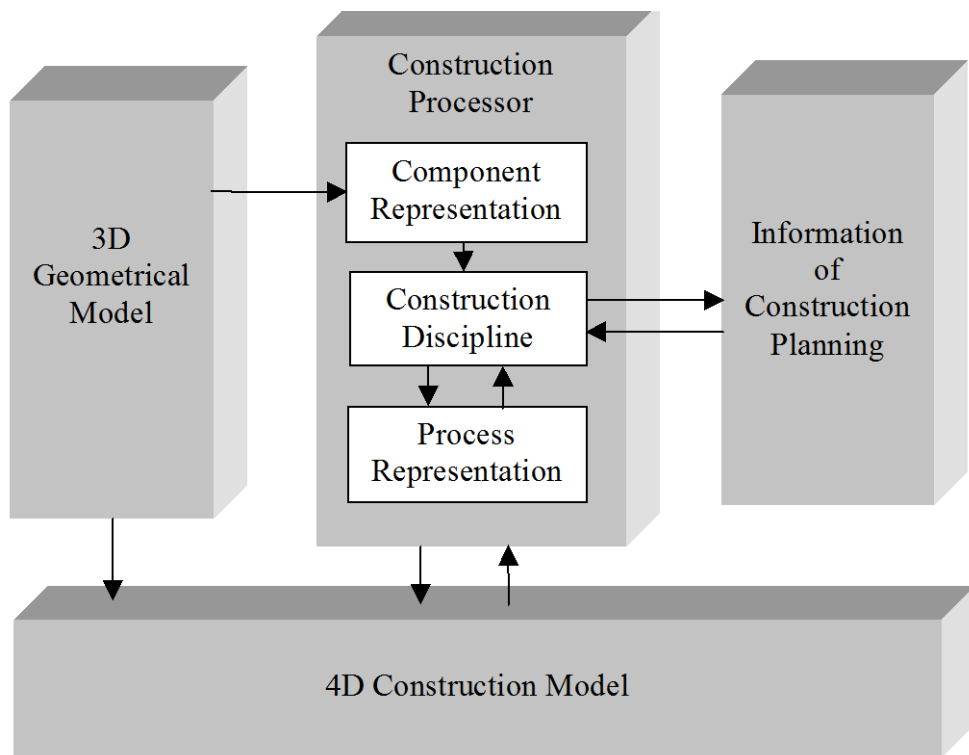 Construction
Processor
Component
Representation
3D
Geometrical
Model
Construction
Discipline
Information
of
Construction
Planning
Process
Representation
4D Construction Model